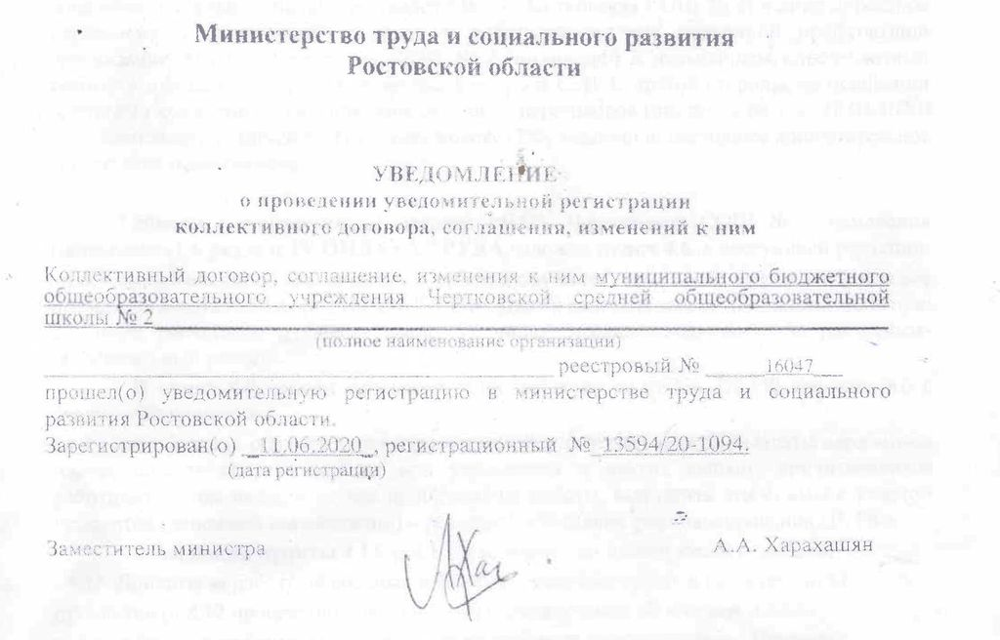 Министерство труда и социального развития
Ростовской области
УВЕДОМЛЕНИЕ
о проведении уведомительной регистрации
коллективного договора, соглашения, изменений к ним
Коллективный договор, соглашение, изменения к ним муниципального бюджетного
общеобразовательного учреждения Чертковской средней общеобразовательной
школы № 2
(полное наименование организации)
реестровый № 16047
прошел(о) уведомительную регистрацию в министерстве труда и социального
развития Ростовской области.
Зарегистрирован(о) 11.06.2020, регистрационный № 13594/20-1094.
(дата регистрации)
Заместитель министра А.А. Харахашян